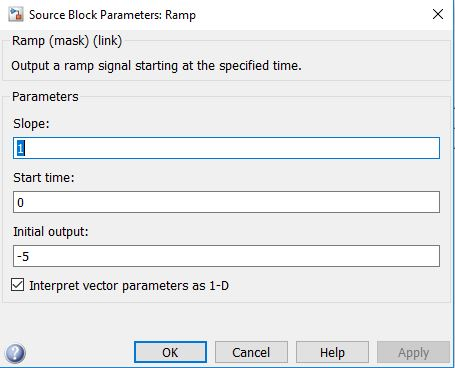 Source Block Parameters: Ramp
Ramp (mask) (link)
Output a ramp signal starting at the specified time.
Parameters
Slope:
1
Start time:
0
Initial output:
-5
Interpret vector parameters as 1-D
OK Cancel Help Apply